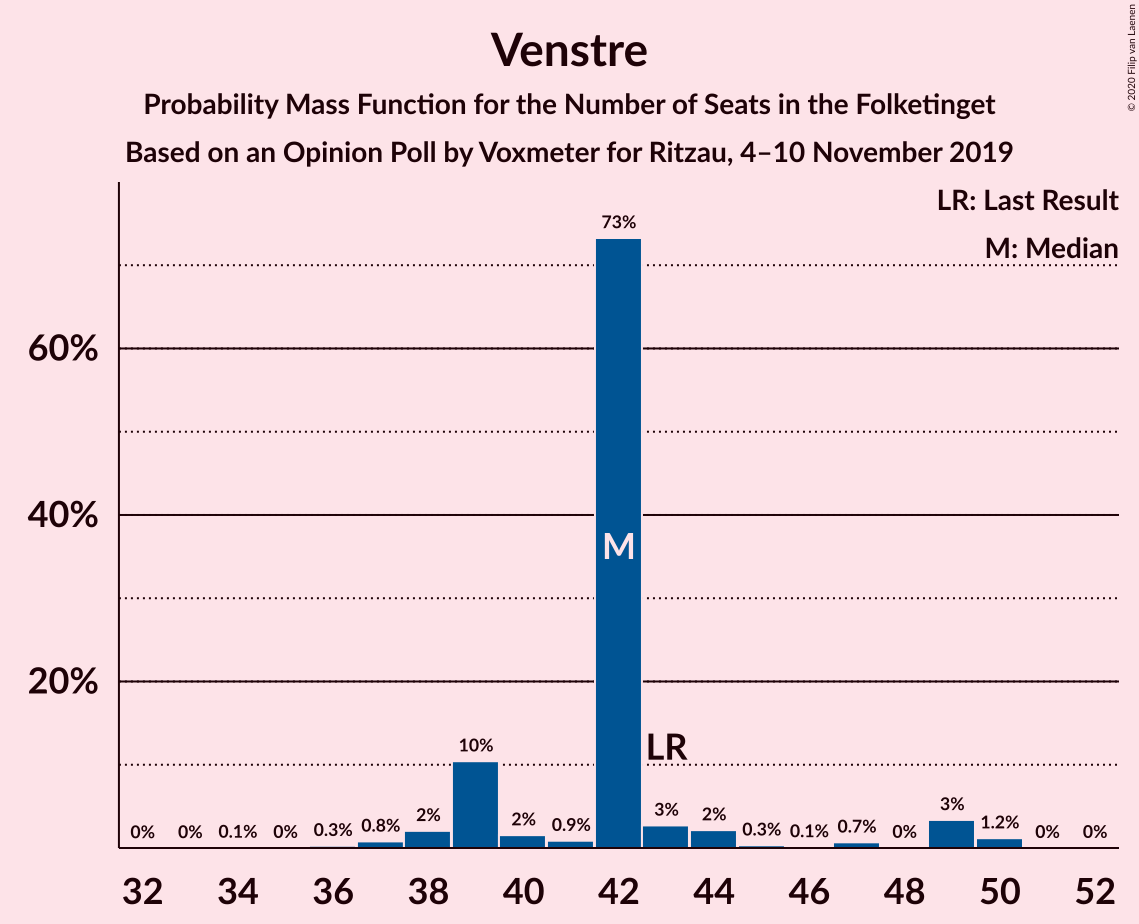 © 2020 Filip van Laenen
Venstre
Probability Mass Function for the Number of Seats in the Folketinget
Based on an Opinion Poll by Voxmeter for Ritzau, 4–10 November 2019
LR: Last Result
M: Median
60%
40%
20%
0%
0%
0.1%
0%
0.3%
0.8%
2%
10%
2%
0.9%
73%
M
LR
3%
2%
0.3%
0.1%
0.7%
0%
3%
1.2%
0%
0%
32 34 36 38 40 42 44 46 48 50 52